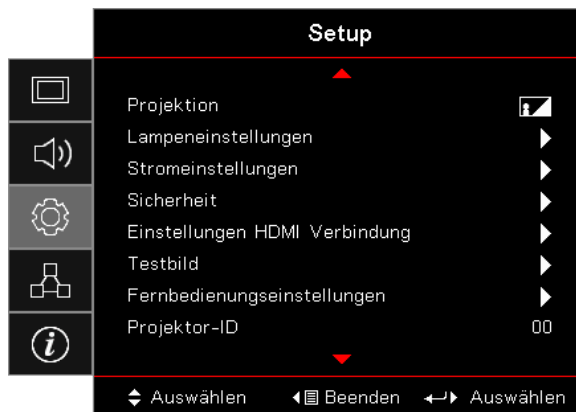 Setup
Projektion
Lampeneinstellungen
Stromeinstellungen
Sicherheit
Einstellungen HDMI Verbindung
Testbild
Fernbedienungseinstellungen
Projektor-ID 00
Auswählen Beenden Auswählen